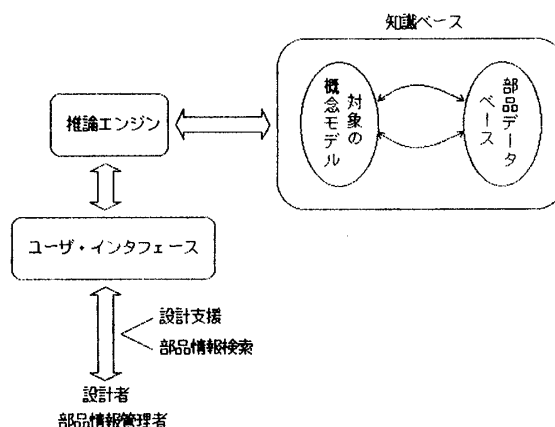 知識ベース
対象の
概念モデル
部品データ
ベース
推論エンジン
ユーザ・インタフェース
設計支援
部品情報検索
設計者
部品情報管理者